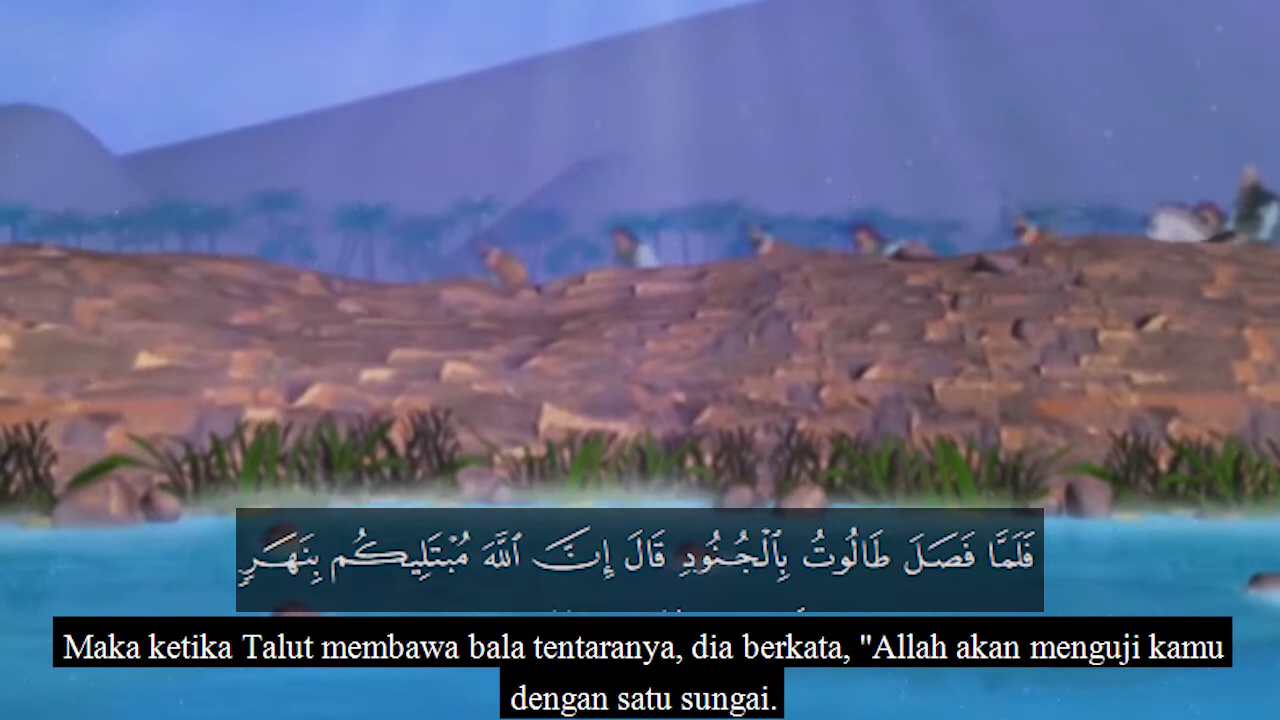 فَلَمَّا فَصَلَ طَالُوتُ بِٱلْجُنُودِ قَالَ إِنَّ ٱللَّهَ مُبْتَلِيكُم بِنَهَرٍ
Maka ketika Talut membawa bala tentaranya, dia berkata, "Allah akan menguji kamu
dengan satu sungai.